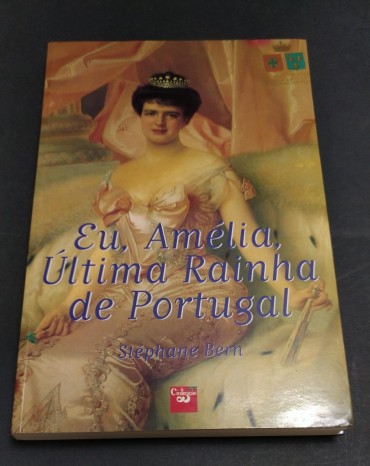 Eu, Amélia,
Última Rainha
de Portugal
Stéphane Bern